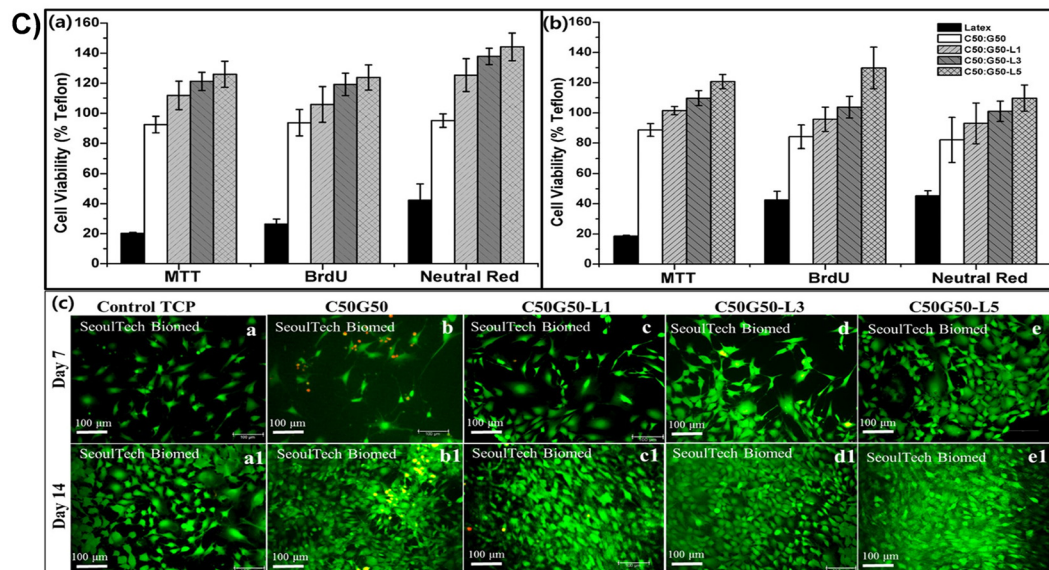 C)
(a)
160
140
120
100
80
60
40
20
0
Cell Viability (% Teflon)
MTT BrdU Neutral Red
(b)
160
140
120
100
80
60
40
20
0
Cell Viability (% Teflon)
Latex
C50:G50
C50:G50-L1
C50:G50-L3
C50:G50-L5
MTT BrdU Neutral Red
(c) Control TCP C50G50 C50G50-L1 C50G50-L3 C50G50-L5
Day 7
SeoulTech Biomed a
100 µm
SeoulTech Biomed b
100 µm
SeoulTech Biomed c
100 µm
SeoulTech Biomed d
100 µm
SeoulTech Biomed e
100 µm
Day 14
SeoulTech Biomed a1
100 µm
SeoulTech Biomed b1
100 µm
SeoulTech Biomed c1
100 µm
SeoulTech Biomed d1
100 µm
SeoulTech Biomed e1
100 µm